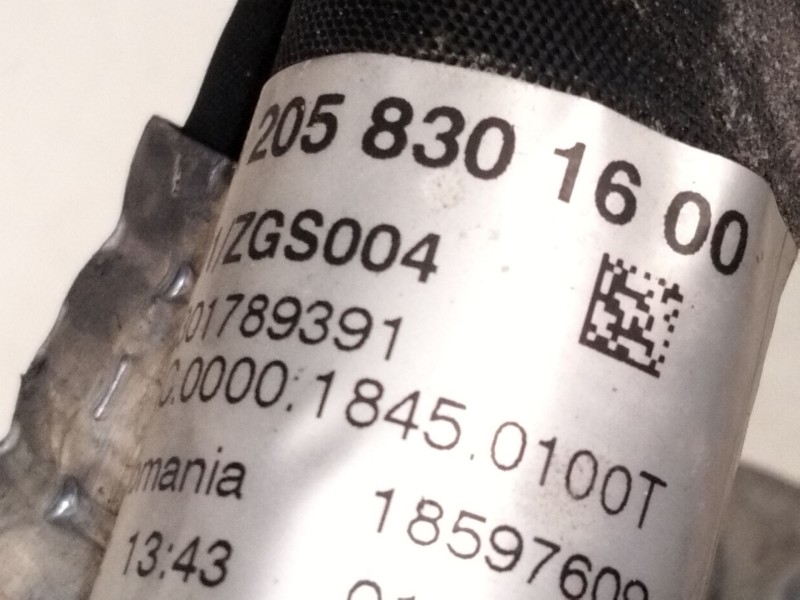 205 830 16 00
/ZGS004
01789391
.0000.1845.0100T
mania 18597609
13:43